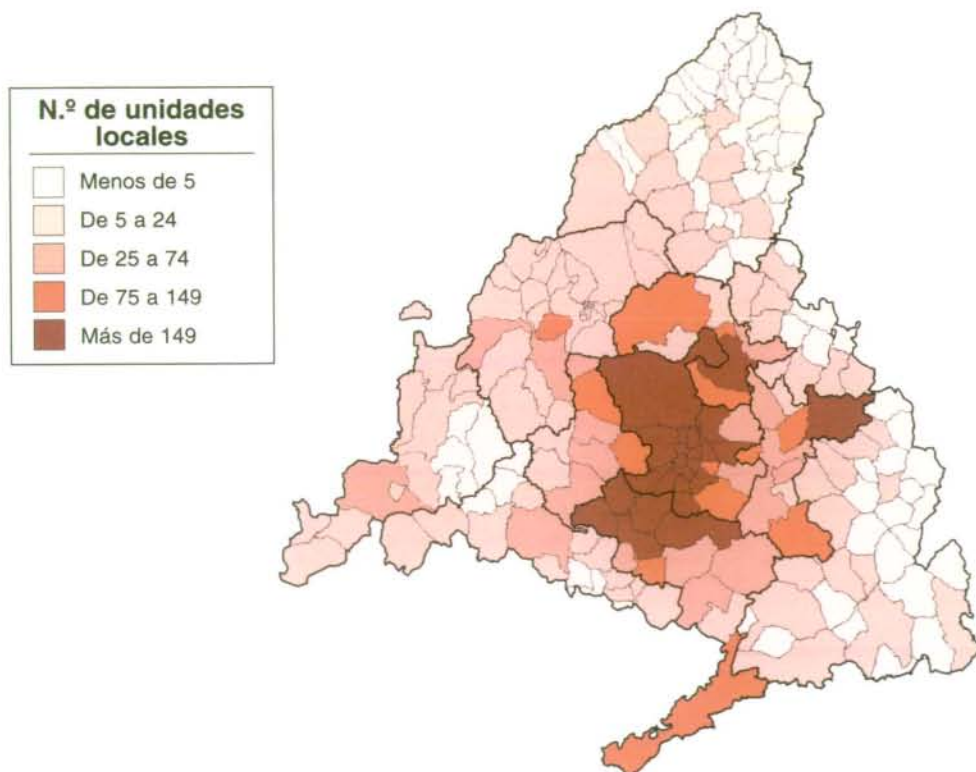 N.º de unidades
locales
Menos de 5
De 5 a 24
De 25 a 74
De 75 a 149
Más de 149